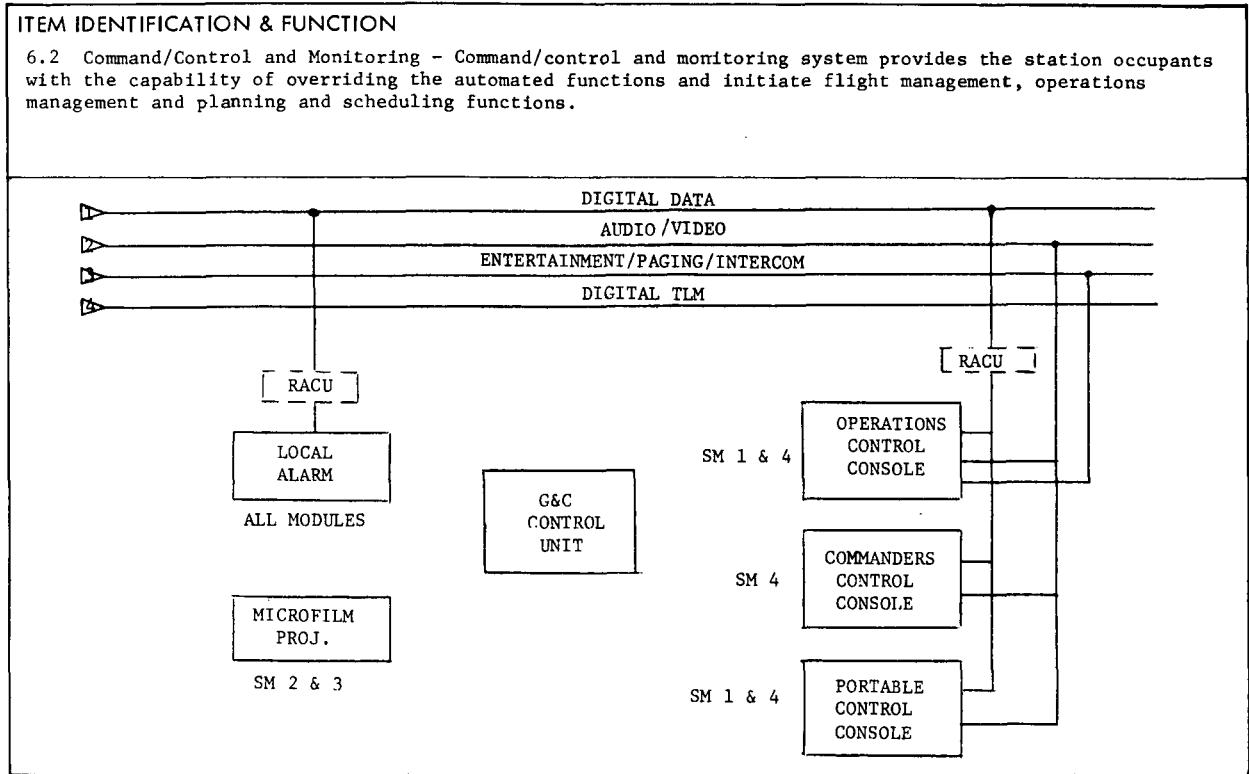 ITEM IDENTIFICATION & FUNCTION
6.2 Command/Control and Monitoring - Command/control and monitoring system provides the station occupants
with the capability of overriding the automated functions and initiate flight management, operations
management and planning and scheduling functions.
1
DIGITAL DATA
2
AUDIO/VIDEO
3
ENTERTAINMENT/PAGING/INTERCOM
4
DIGITAL TLM
RACU
RACU
LOCAL
ALARM
ALL MODULES
G&C
CONTROL
UNIT
MICROFILM
PROJ.
SM 2 & 3
SM 1 & 4
OPERATIONS
CONTROL
CONSOLE
SM 4
COMMANDERS
CONTROL
CONSOLE
SM 1 & 4
PORTABLE
CONTROL
CONSOLE